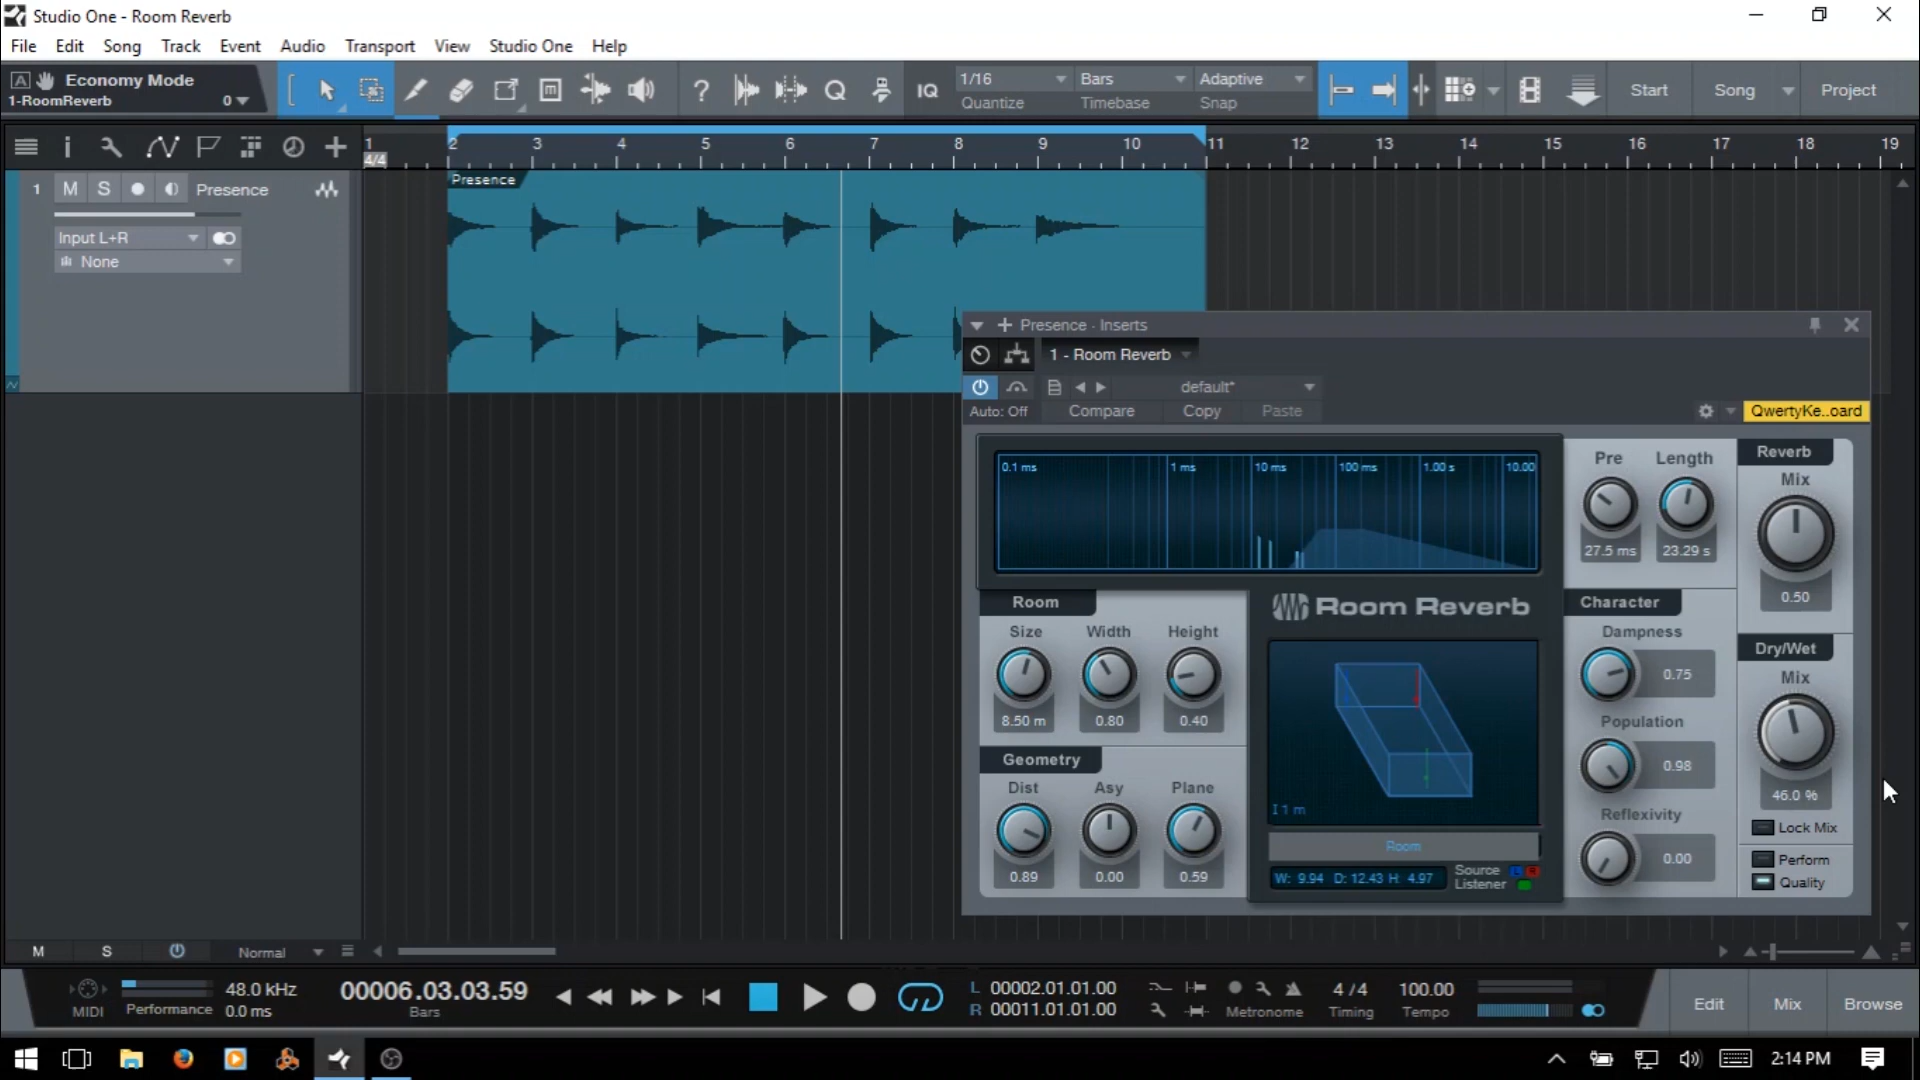 Studio One - Room Reverb
File Edit Song Track Event Audio Transport View Studio One Help
A Economy Mode
1-RoomReverb 0
? Q IQ
1/16 Bars Adaptive
Quantize Timebase Snap
Start Song Project
1 2 3 4 5 6 7 8 9 10 11 12 13 14 15 16 17 18 19
4/4
1 M S Presence
Presence
Input L+R
None
Presence - Inserts
1 - Room Reverb
default*
Auto: Off Compare Copy Paste
QwertyKe..oard
0.1 ms 1 ms 10 ms 100 ms 1.00 s 10.00
Pre Length
27.5 ms 23.29 s
Reverb
Mix
0.50
Room
Size Width Height
8.50 m 0.80 0.40
Room Reverb
Character
Dampness
0.75
Population
0.98
Reflexivity
0.00
Dry/Wet
Mix
46.0 %
Lock Mix
Perform
Quality
Geometry
Dist Asy Plane
0.89 0.00 0.59
1 m
Room
W: 9.94 D: 12.43 H: 4.97
Source L R
Listener
M S Normal
MIDI
Performance
48.0 kHz
0.0 ms
00006.03.03.59
Bars
L 00002.01.01.00
R 00011.01.01.00
Metronome
4 / 4
Timing
100.00
Tempo
Edit Mix Browse
2:14 PM